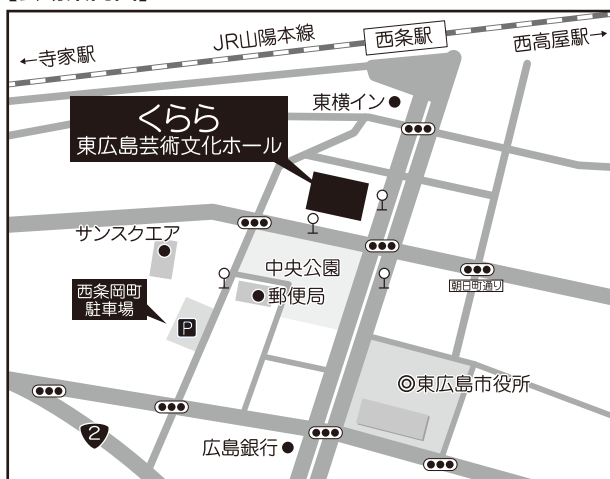 JR山陽本線
西条駅
←寺家駅
西高屋駅→
東横イン
くらら
東広島芸術文化ホール
サンスクエア
中央公園
西条岡町
駐車場
郵便局
朝日町通り
P
東広島市役所
2
広島銀行